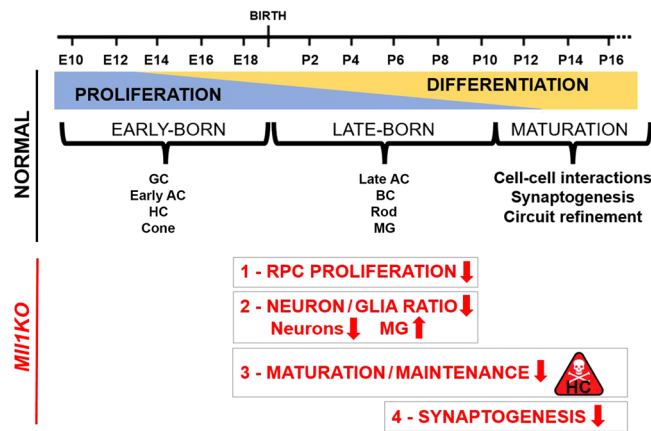 BIRTH
E10 E12 E14 E16 E18 P2 P4 P6 P8 P10 P12 P14 P16
NORMAL
PROLIFERATION
DIFFERENTIATION
EARLY-BORN LATE-BORN MATURATION
GC
Early AC
HC
Cone
Late AC
BC
Rod
MG
Cell-cell interactions
Synaptogenesis
Circuit refinement
Mll1KO
1 - RPC PROLIFERATION
2 - NEURON/GLIA RATIO
Neurons MG
3 - MATURATION/MAINTENANCE
HC
4 - SYNAPTOGENESIS